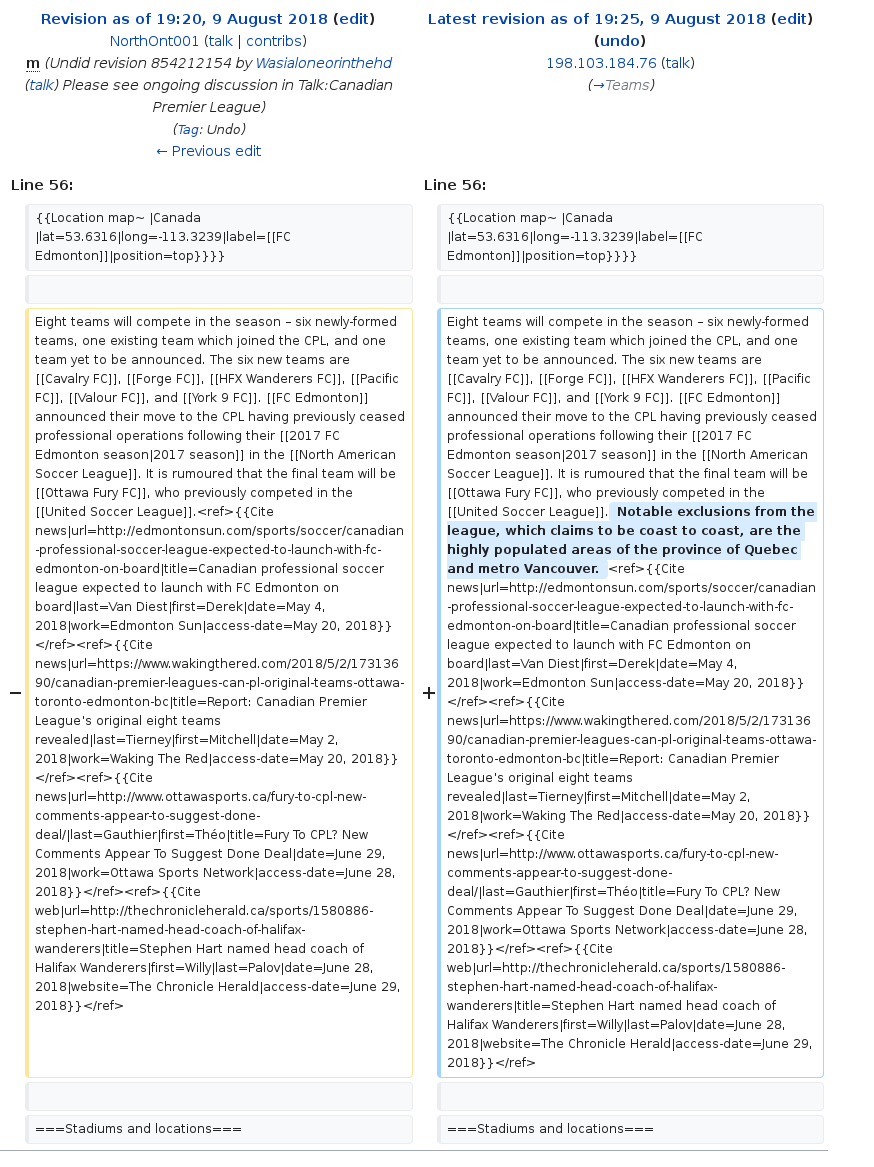 Revision as of 19:20, 9 August 2018 (edit)
NorthOnt001 (talk | contribs)
m (Undid revision 854212154 by Wasialoneorinthehd
(talk) Please see ongoing discussion in Talk:Canadian
Premier League)
(Tag: Undo)
← Previous edit
Latest revision as of 19:25, 9 August 2018 (edit)
(undo)
198.103.184.76 (talk)
(→Teams)
Line 56:
Line 56:
{{Location map~ |Canada
|lat=53.6316|long=-113.3239|label=[[FC
Edmonton]]|position=top}}}}
{{Location map~ |Canada
|lat=53.6316|long=-113.3239|label=[[FC
Edmonton]]|position=top}}}}
−
Eight teams will compete in the season – six newly-formed
teams, one existing team which joined the CPL, and one
team yet to be announced. The six new teams are
[[Cavalry FC]], [[Forge FC]], [[HFX Wanderers FC]], [[Pacific
FC]], [[Valour FC]], and [[York 9 FC]]. [[FC Edmonton]]
announced their move to the CPL having previously ceased
professional operations following their [[2017 FC
Edmonton season|2017 season]] in the [[North American
Soccer League]]. It is rumoured that the final team will be
[[Ottawa Fury FC]], who previously competed in the
[[United Soccer League]].<ref>{{Cite
news|url=http://edmontonsun.com/sports/soccer/canadian
-professional-soccer-league-expected-to-launch-with-fc-
edmonton-on-board|title=Canadian professional soccer
league expected to launch with FC Edmonton on
board|last=Van Diest|first=Derek|date=May 4,
2018|work=Edmonton Sun|access-date=May 20, 2018}}
</ref><ref>{{Cite
news|url=https://www.wakingthered.com/2018/5/2/173136
90/canadian-premier-leagues-can-pl-original-teams-ottawa-
toronto-edmonton-bc|title=Report: Canadian Premier
League's original eight teams
revealed|last=Tierney|first=Mitchell|date=May 2,
2018|work=Waking The Red|access-date=May 20, 2018}}
</ref><ref>{{Cite
news|url=http://www.ottawasports.ca/fury-to-cpl-new-
comments-appear-to-suggest-done-
deal/|last=Gauthier|first=Théo|title=Fury To CPL? New
Comments Appear To Suggest Done Deal|date=June 29,
2018|work=Ottawa Sports Network|access-date=June 28,
2018}}</ref><ref>{{Cite
web|url=http://thechronicleherald.ca/sports/1580886-
stephen-hart-named-head-coach-of-halifax-
wanderers|title=Stephen Hart named head coach of
Halifax Wanderers|first=Willy|last=Palov|date=June 28,
2018|website=The Chronicle Herald|access-date=June 29,
2018}}</ref>
+
Eight teams will compete in the season – six newly-formed
teams, one existing team which joined the CPL, and one
team yet to be announced. The six new teams are
[[Cavalry FC]], [[Forge FC]], [[HFX Wanderers FC]], [[Pacific
FC]], [[Valour FC]], and [[York 9 FC]]. [[FC Edmonton]]
announced their move to the CPL having previously ceased
professional operations following their [[2017 FC
Edmonton season|2017 season]] in the [[North American
Soccer League]]. It is rumoured that the final team will be
[[Ottawa Fury FC]], who previously competed in the
[[United Soccer League]]. Notable exclusions from the
league, which claims to be coast to coast, are the
highly populated areas of the province of Quebec
and metro Vancouver. <ref>{{Cite
news|url=http://edmontonsun.com/sports/soccer/canadian
-professional-soccer-league-expected-to-launch-with-fc-
edmonton-on-board|title=Canadian professional soccer
league expected to launch with FC Edmonton on
board|last=Van Diest|first=Derek|date=May 4,
2018|work=Edmonton Sun|access-date=May 20, 2018}}
</ref><ref>{{Cite
news|url=https://www.wakingthered.com/2018/5/2/173136
90/canadian-premier-leagues-can-pl-original-teams-ottawa-
toronto-edmonton-bc|title=Report: Canadian Premier
League's original eight teams
revealed|last=Tierney|first=Mitchell|date=May 2,
2018|work=Waking The Red|access-date=May 20, 2018}}
</ref><ref>{{Cite
news|url=http://www.ottawasports.ca/fury-to-cpl-new-
comments-appear-to-suggest-done-
deal/|last=Gauthier|first=Théo|title=Fury To CPL? New
Comments Appear To Suggest Done Deal|date=June 29,
2018|work=Ottawa Sports Network|access-date=June 28,
2018}}</ref><ref>{{Cite
web|url=http://thechronicleherald.ca/sports/1580886-
stephen-hart-named-head-coach-of-halifax-
wanderers|title=Stephen Hart named head coach of
Halifax Wanderers|first=Willy|last=Palov|date=June 28,
2018|website=The Chronicle Herald|access-date=June 29,
2018}}</ref>
===Stadiums and locations===
===Stadiums and locations===